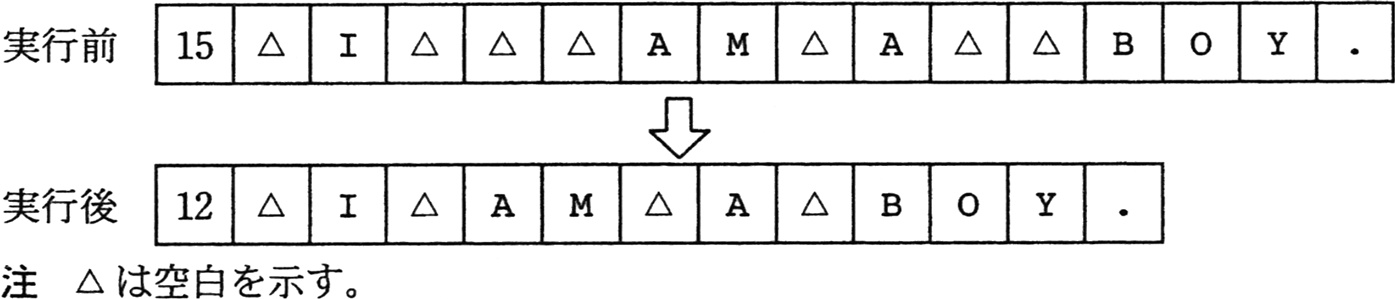 実行前 15 △ I △ △ △ A M △ A △ △ B O Y .
実行後 12 △ I △ A M △ A △ B O Y .
注 △は空白を示す。